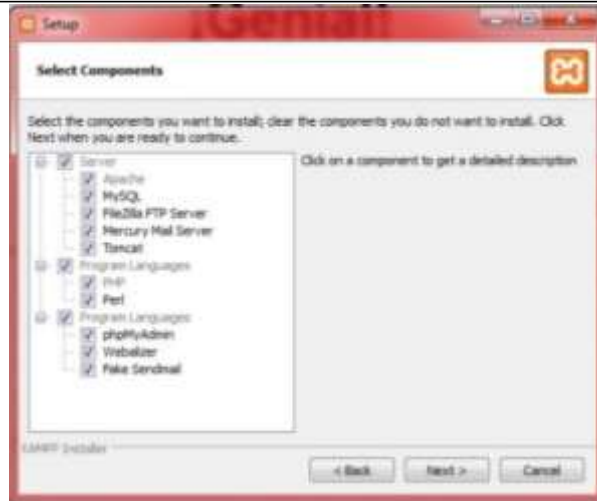 ¡Genial!
Setup
Select Components
Select the components you want to install; clear the components you do not want to install. Click
Next when you are ready to continue.
Server
Apache
MySQL
FileZilla FTP Server
Mercury Mail Server
Tomcat
Program Languages
PHP
Perl
Program Languages
phpMyAdmin
Webalizer
Fake Sendmail
Click on a component to get a detailed description
XAMPP Installer
< Back
Next >
Cancel